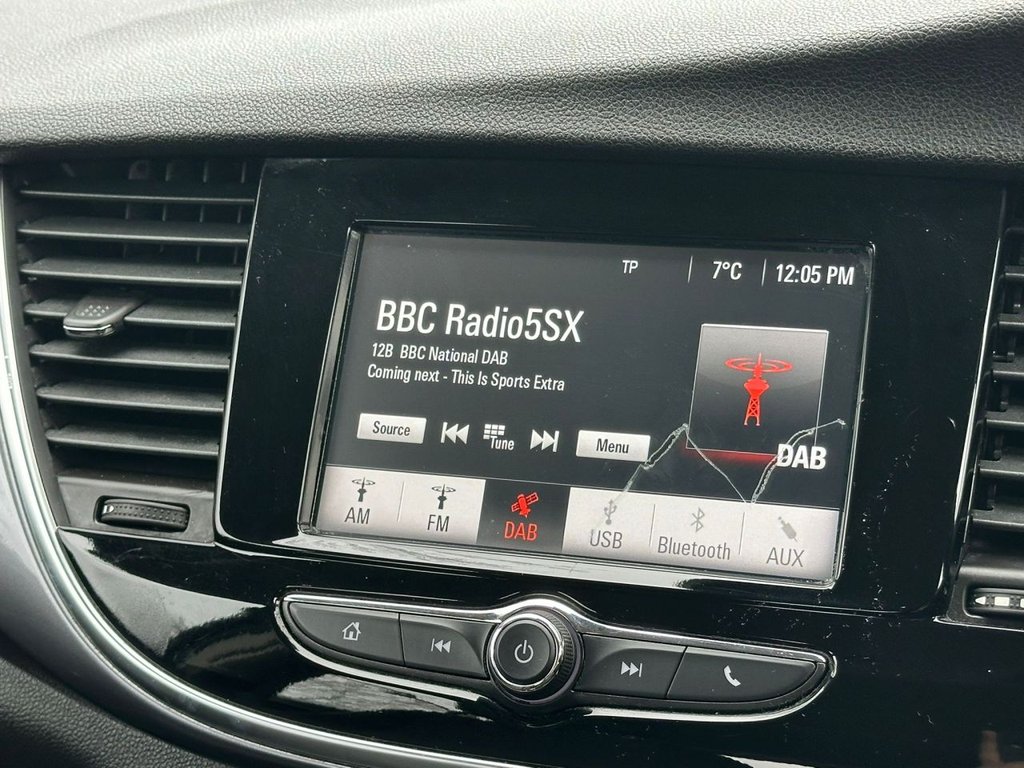 TP 7°C 12:05 PM
BBC Radio5SX
12B BBC National DAB
Coming next - This Is Sports Extra
Source Tune Menu
DAB
AM FM DAB USB Bluetooth AUX